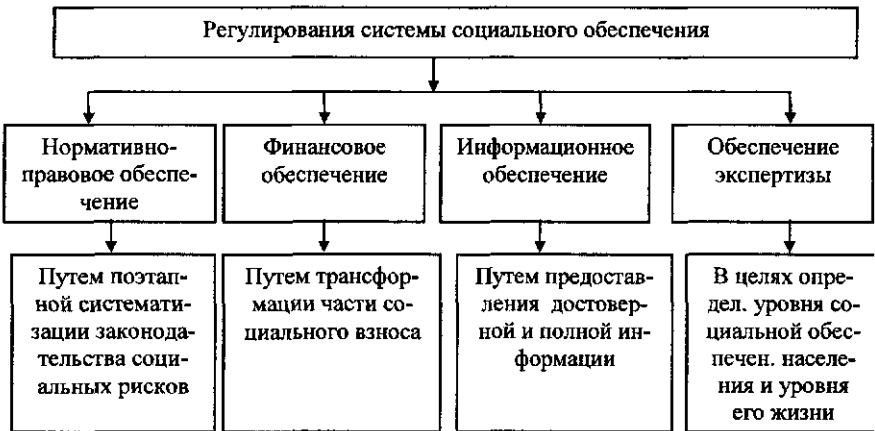 Регулирования системы социального обеспечения
Нормативно-
правовое обеспе-
чение
Финансовое
обеспечение
Информационное
обеспечение
Обеспечение
экспертизы
Путем поэтап-
ной системати-
зации законода-
тельства соци-
альных рисков
Путем трансфор-
мации части со-
циального взноса
Путем предостав-
ления достовер-
ной и полной ин-
формации
В целях опре-
дел. уровня со-
циальной обес-
печен. населе-
ния и уровня
его жизни